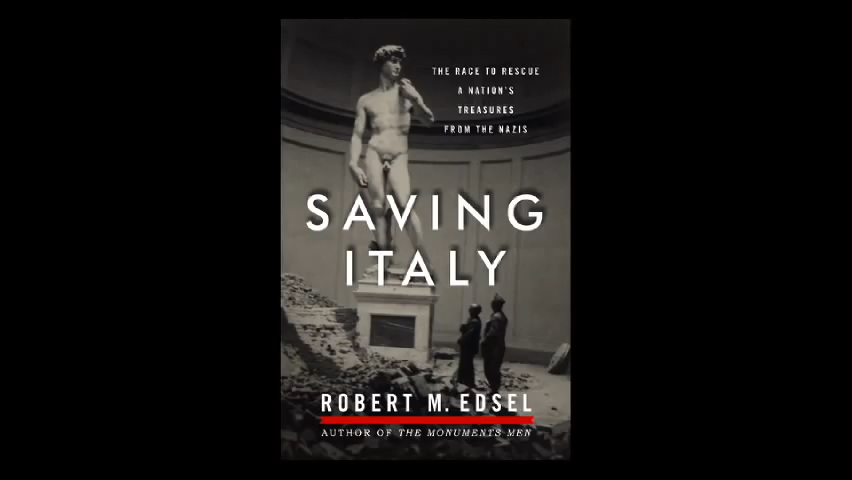 THE RACE TO RESCUE
A NATION'S
TREASURES
FROM THE NAZIS
SAVING
ITALY
ROBERT M. EDSEL
AUTHOR OF THE MONUMENTS MEN